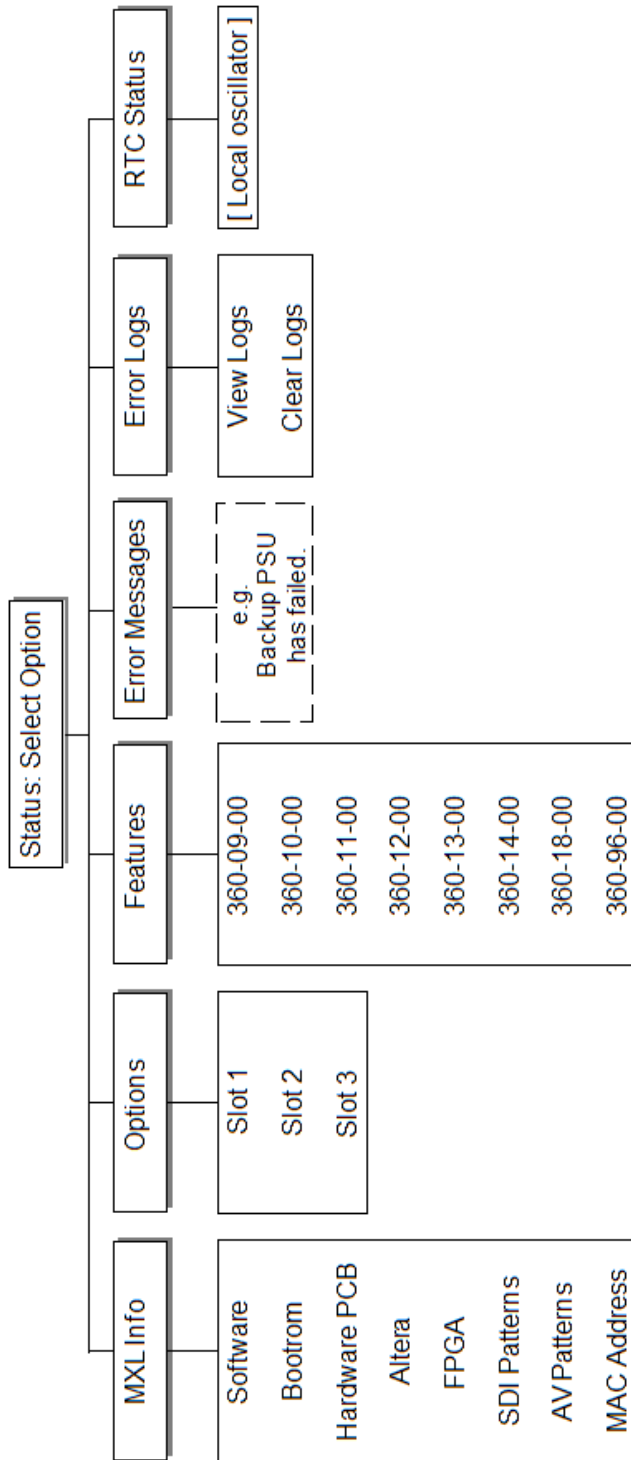 Status: Select Option
MXL Info
Options
Features
Error Messages
Error Logs
RTC Status
Software
Bootrom
Hardware PCB
Altera
FPGA
SDI Patterns
AV Patterns
MAC Address
Slot 1
Slot 2
Slot 3
360-09-00
360-10-00
360-11-00
360-12-00
360-13-00
360-14-00
360-18-00
360-96-00
e.g.
Backup PSU
has failed.
View Logs
Clear Logs
[ Local oscillator ]